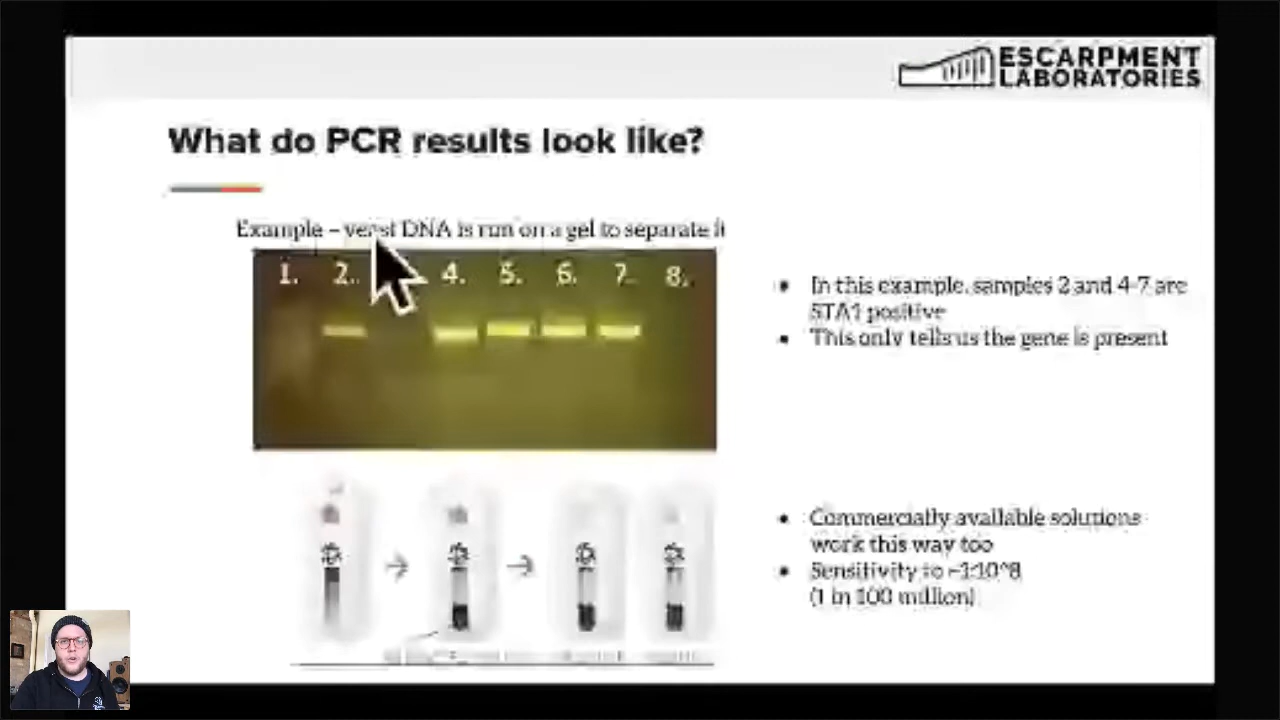 ESCARPMENT
LABORATORIES
What do PCR results look like?
Example – yeast DNA is run on a gel to separate it
1. 2. 4. 5. 6. 7. 8.
In this example, samples 2 and 4-7 are
STA1 positive
This only tells us the gene is present
Commercially available solutions
work this way too
Sensitivity to ~1:10^8
(1 in 100 million)